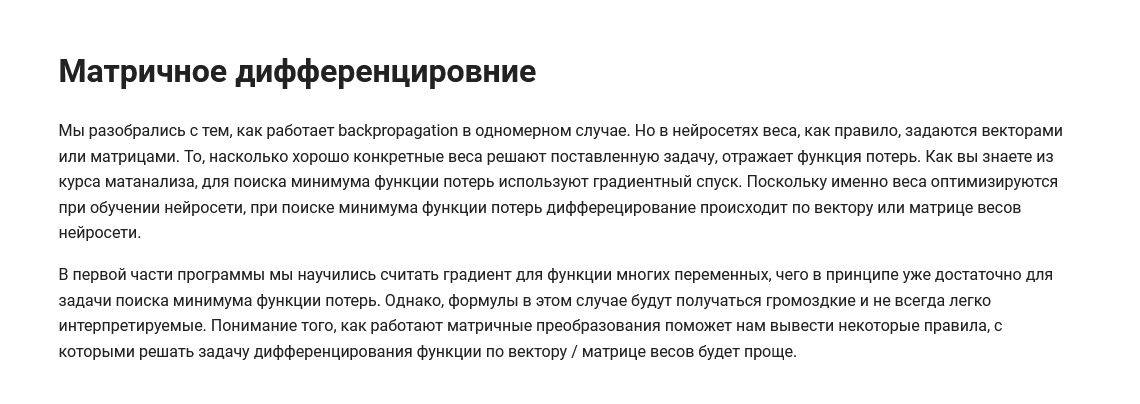 Матричное дифференцировние
Мы разобрались с тем, как работает backpropagation в одномерном случае. Но в нейросетях веса, как правило, задаются векторами
или матрицами. То, насколько хорошо конкретные веса решают поставленную задачу, отражает функция потерь. Как вы знаете из
курса матанализа, для поиска минимума функции потерь используют градиентный спуск. Поскольку именно веса оптимизируются
при обучении нейросети, при поиске минимума функции потерь дифферецирование происходит по вектору или матрице весов
нейросети.
В первой части программы мы научились считать градиент для функции многих переменных, чего в принципе уже достаточно для
задачи поиска минимума функции потерь. Однако, формулы в этом случае будут получаться громоздкие и не всегда легко
интерпретируемые. Понимание того, как работают матричные преобразования поможет нам вывести некоторые правила, с
которыми решать задачу дифференцирования функции по вектору / матрице весов будет проще.